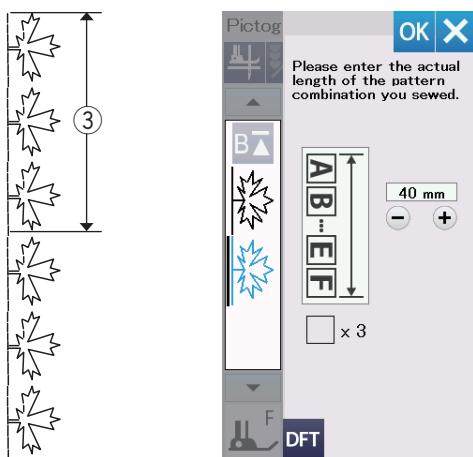 ③
Pictog
OK
Please enter the actual
length of the pattern
combination you sewed.
B
A B ... E F
40 mm
− +
x 3
F
DFT